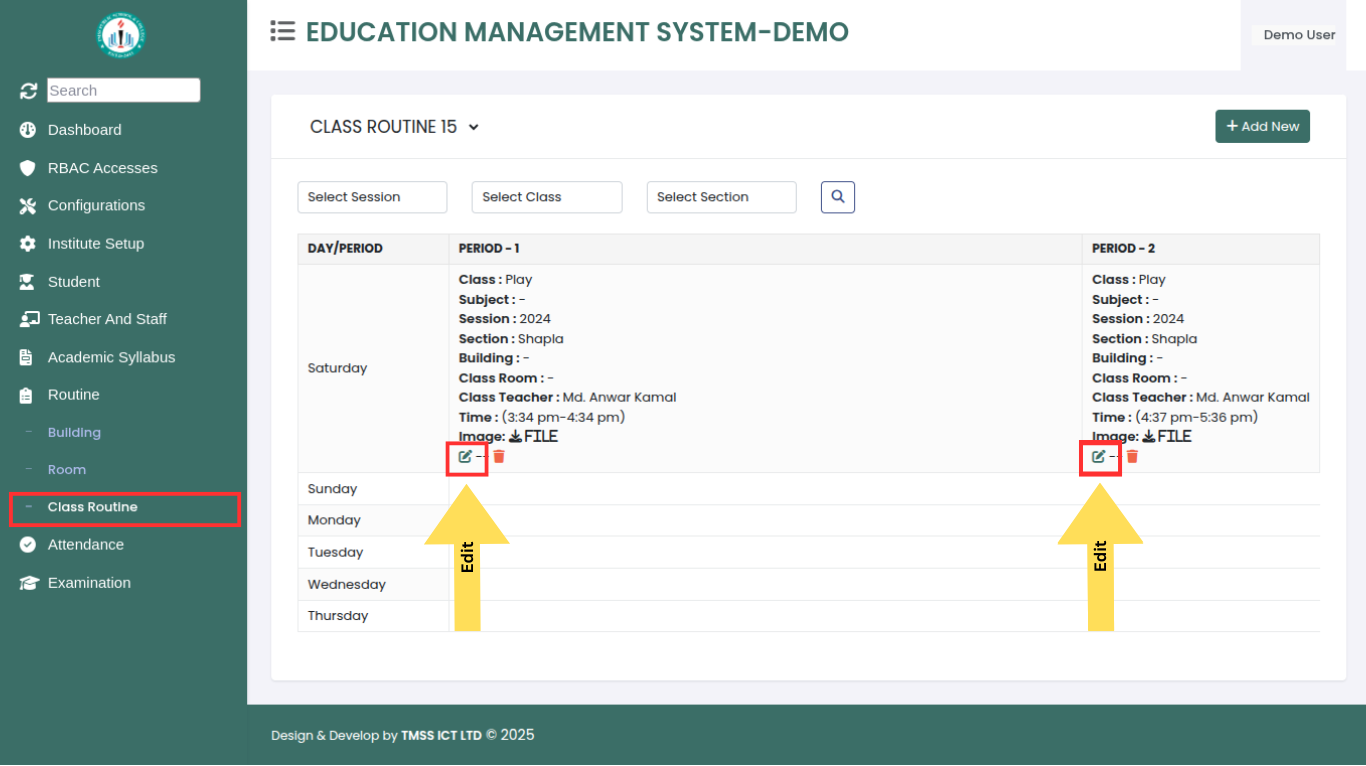 EDUCATION MANAGEMENT SYSTEM-DEMO
Demo User
Search
Dashboard
RBAC Accesses
Configurations
Institute Setup
Student
Teacher And Staff
Academic Syllabus
Routine
Building
Room
Class Routine
Attendance
Examination
CLASS ROUTINE 15
+ Add New
Select Session
Select Class
Select Section
DAY/PERIOD
PERIOD - 1
PERIOD - 2
Saturday
Class : Play
Subject : -
Session : 2024
Section : Shapla
Building : -
Class Room : -
Class Teacher : Md. Anwar Kamal
Time : (3:34 pm-4:34 pm)
Image: FILE
Class : Play
Subject : -
Session : 2024
Section : Shapla
Building : -
Class Room : -
Class Teacher : Md. Anwar Kamal
Time : (4:37 pm-5:36 pm)
Image: FILE
Sunday
Monday
Tuesday
Wednesday
Thursday
Edit
Edit
Design & Develop by TMSS ICT LTD © 2025